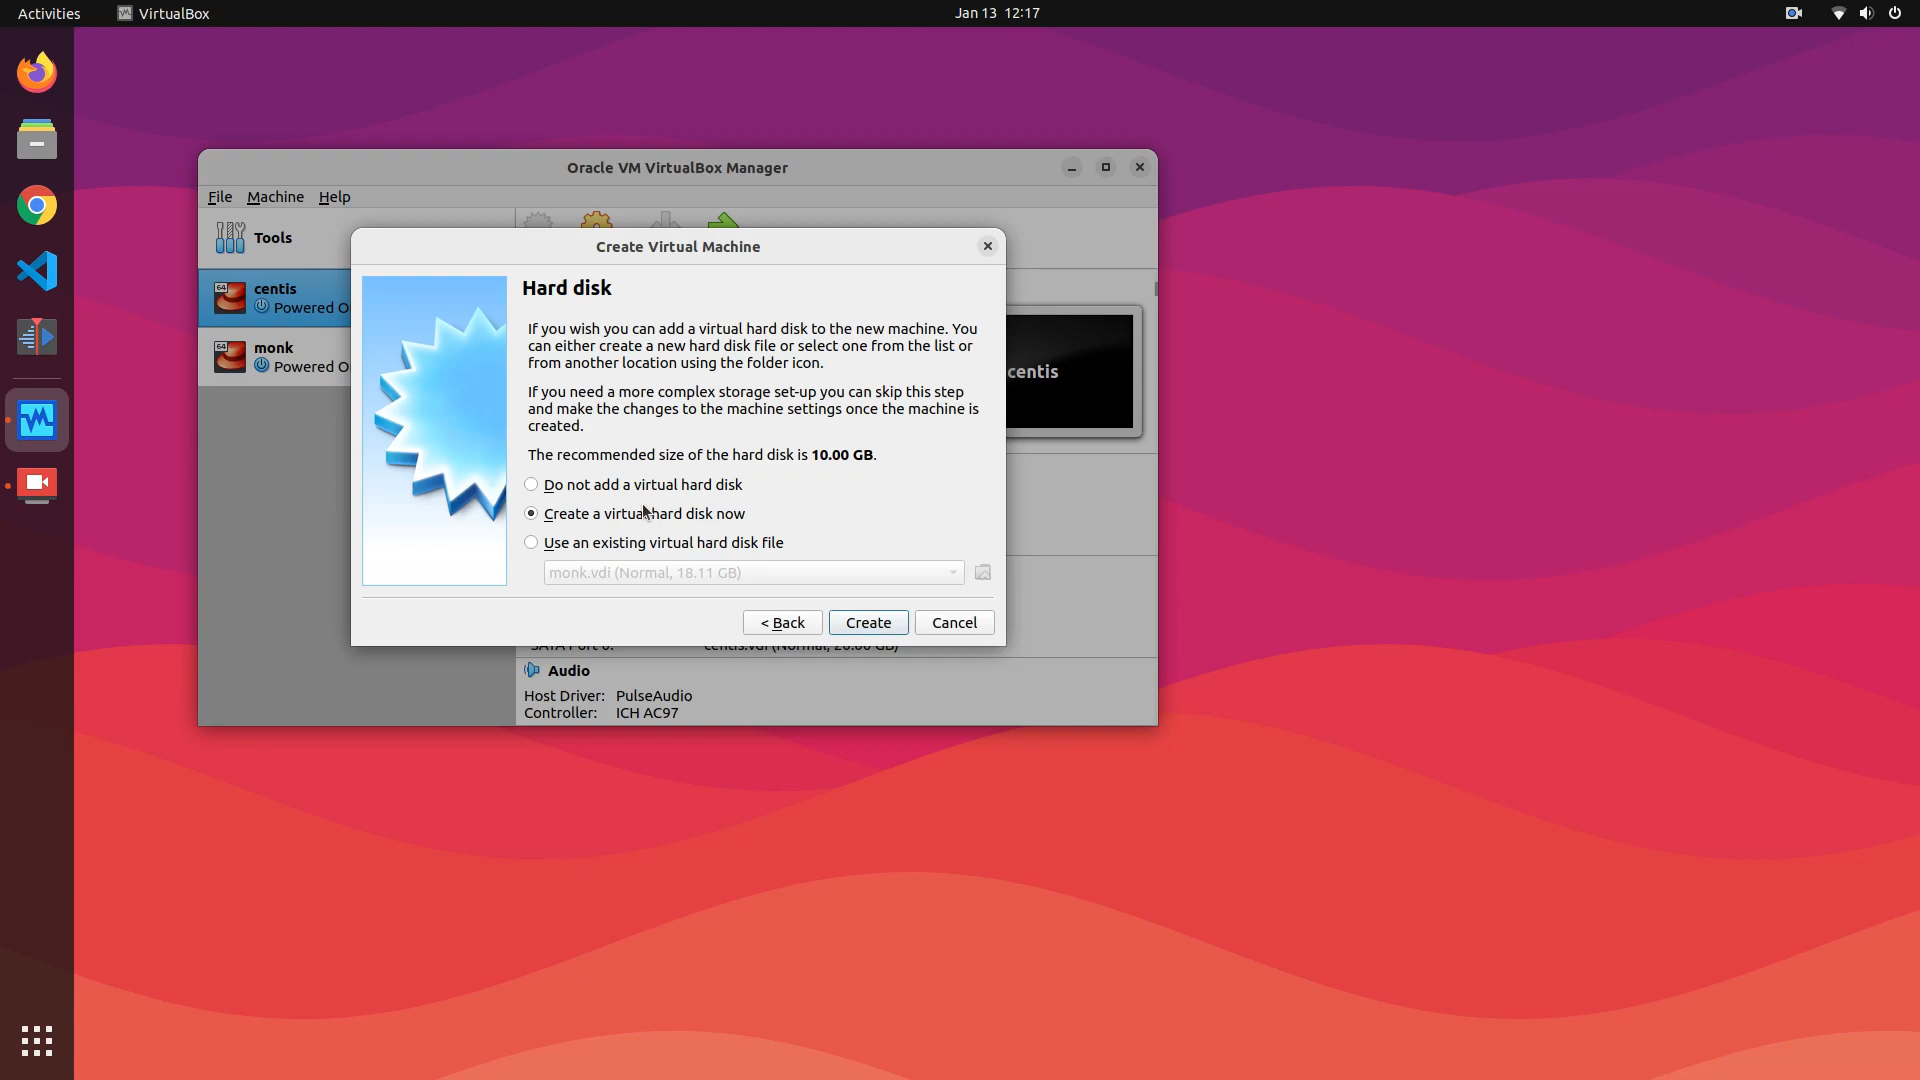 Activities
VirtualBox
Jan 13 12:17
Oracle VM VirtualBox Manager
File Machine Help
Tools
64
centis
Powered
64
monk
Powered
Create Virtual Machine
Hard disk
If you wish you can add a virtual hard disk to the new machine. You
can either create a new hard disk file or select one from the list or
from another location using the folder icon.
If you need a more complex storage set-up you can skip this step
and make the changes to the machine settings once the machine is
created.
The recommended size of the hard disk is 10.00 GB.
Do not add a virtual hard disk
Create a virtual hard disk now
Use an existing virtual hard disk file
monk.vdi (Normal, 18.11 GB)
< Back
Create
Cancel
centis
SATA Port 0: centis.vdi (Normal, 20.00 GB)
Audio
Host Driver: PulseAudio
Controller: ICH AC97